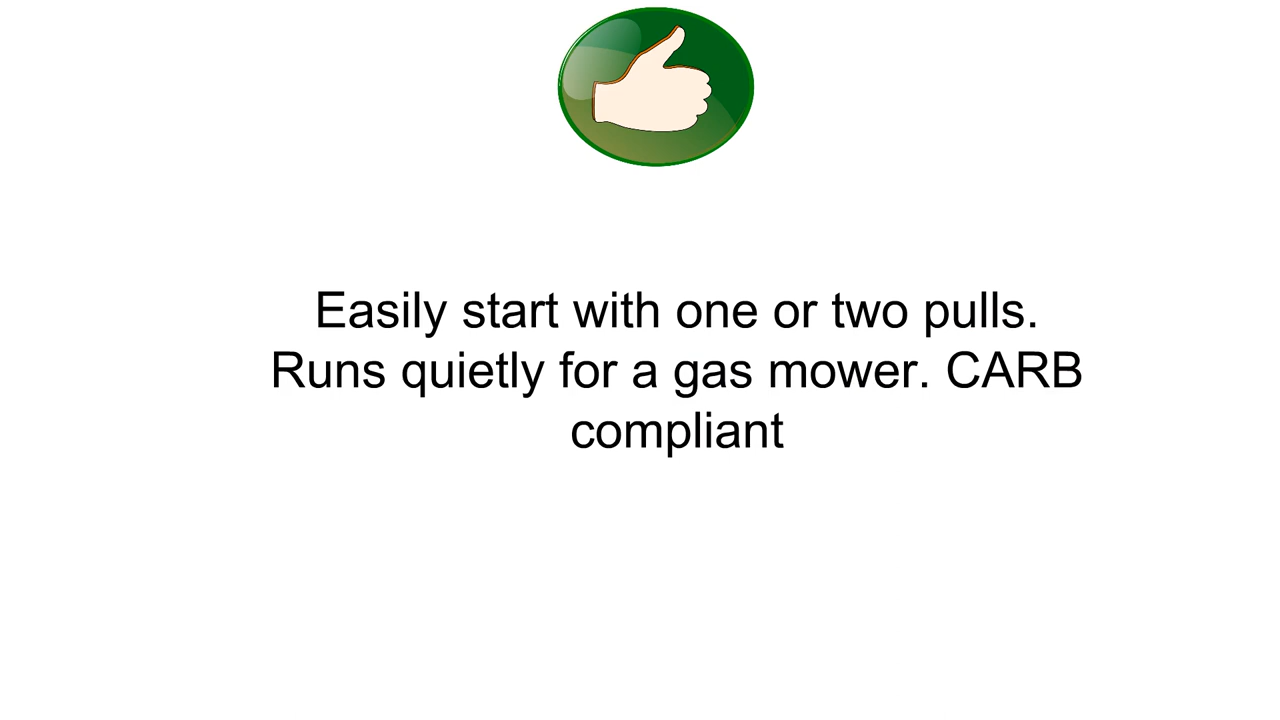 Easily start with one or two pulls.
Runs quietly for a gas mower. CARB
compliant